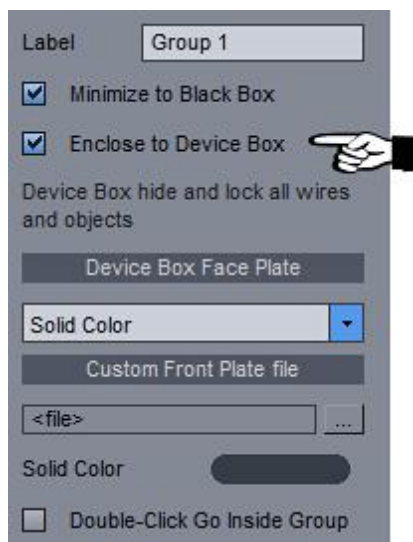 Label Group 1
Minimize to Black Box
Enclose to Device Box
Device Box hide and lock all wires
and objects
Device Box Face Plate
Solid Color
Custom Front Plate file
<file> ...
Solid Color
Double-Click Go Inside Group